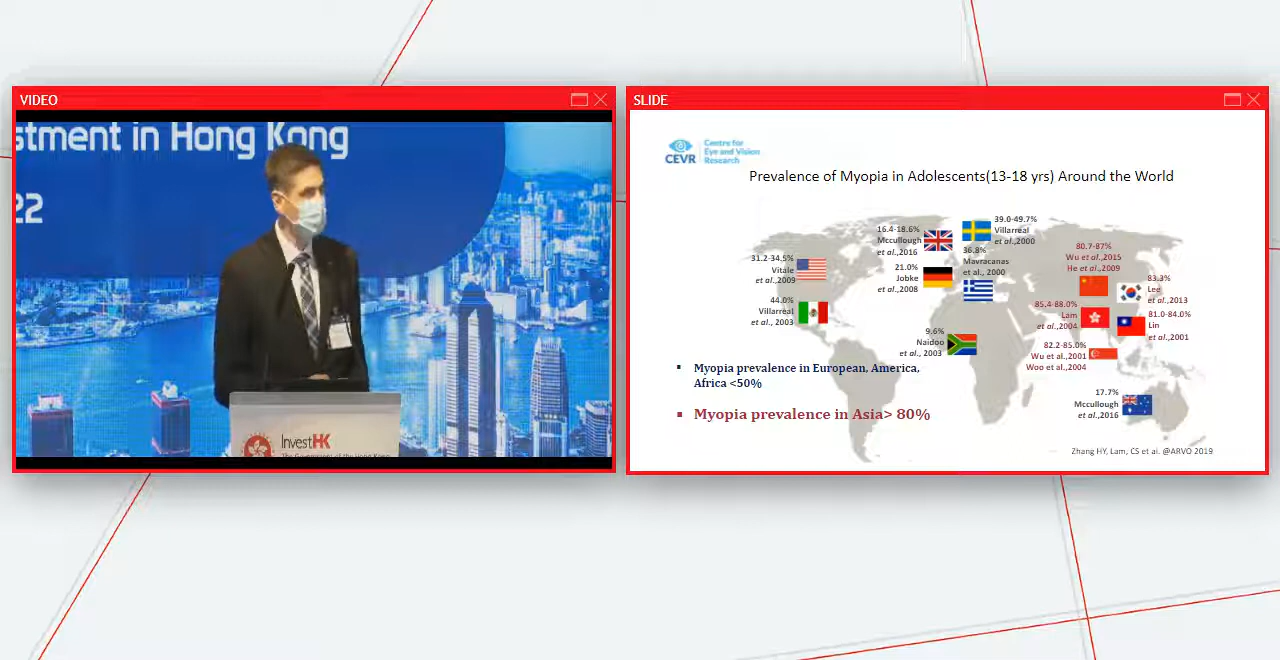 VIDEO
stment in Hong Kong
22
InvestHK
The Government of the Hong Kong
SLIDE
CEVR
Centre for
Eye and Vision
Research
Prevalence of Myopia in Adolescents(13-18 yrs) Around the World
31.2-34.5%
Vitale
et al.,2009
44.0%
Villarreal
et al., 2003
16.4-18.6%
Mccullough
et al.,2016
21.0%
Jobke
et al.,2008
39.0-49.7%
Villarreal
et al.,2000
36.8%
Mavracanas
et al., 2000
9.6%
Naidoo
et al., 2003
80.7-87%
Wu et al.,2015
He et al.,2009
83.3%
Lee
et al.,2013
85.4-88.0%
Lam
et al.,2004
81.0-84.0%
Lin
et al.,2001
82.2-85.0%
Wu et al.,2001
Woo et al.,2004
17.7%
Mccullough
et al.,2016
▪ Myopia prevalence in European, America,
Africa <50%
▪ Myopia prevalence in Asia> 80%
Zhang HY, Lam, CS et ai. @ARVO 2019